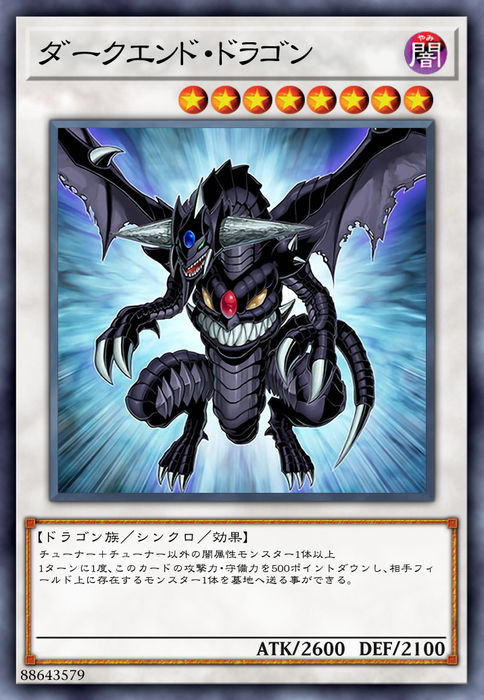 ダークエンド・ドラゴン
やみ
闇
【ドラゴン族／シンクロ／効果】
チューナー＋チューナー以外の闇属性モンスター1体以上
1ターンに1度、このカードの攻撃力・守備力を500ポイントダウンし、相手フィ
ールド上に存在するモンスター1体を墓地へ送る事ができる。
ATK/2600 DEF/2100
88643579